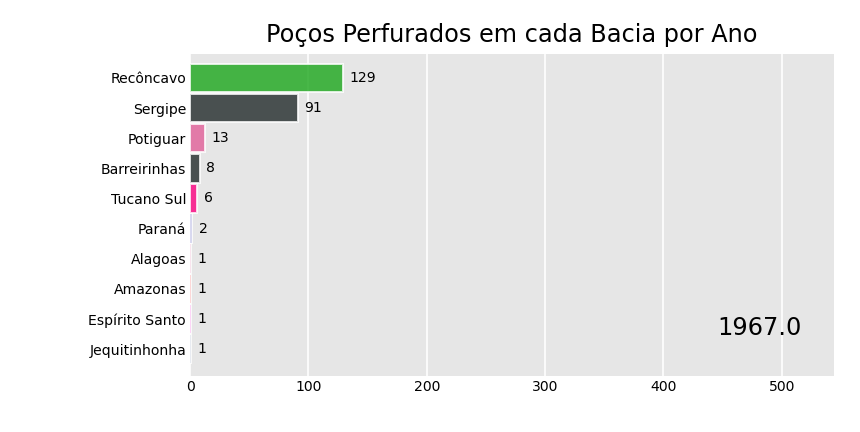 Poços Perfurados em cada Bacia por Ano
Recôncavo 129
Sergipe 91
Potiguar 13
Barreirinhas 8
Tucano Sul 6
Paraná 2
Alagoas 1
Amazonas 1
Espírito Santo 1
1967.0
Jequitinhonha 1
0 100 200 300 400 500